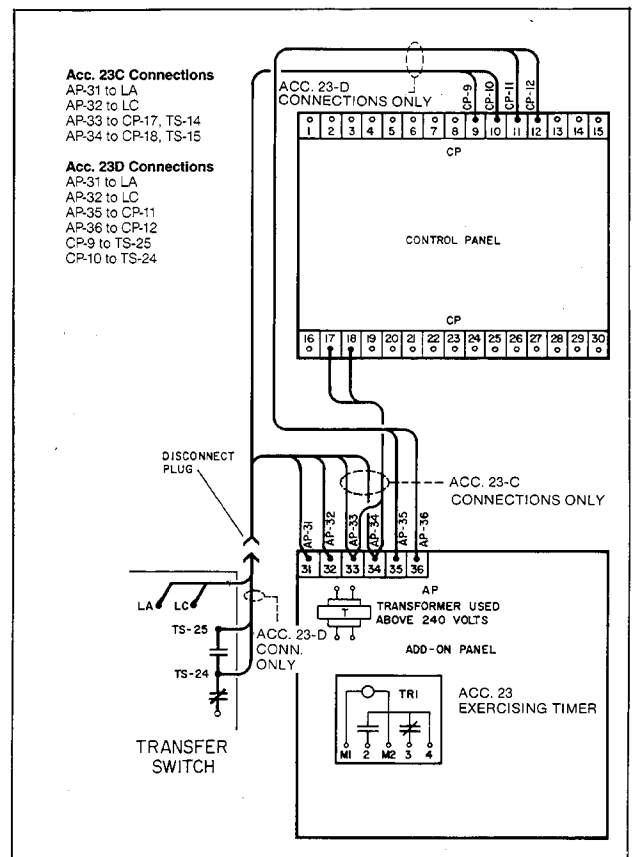 Acc. 23C Connections
AP-31 to LA
AP-32 to LC
AP-33 to CP-17, TS-14
AP-34 to CP-18, TS-15
Acc. 23D Connections
AP-31 to LA
AP-32 to LC
AP-35 to CP-11
AP-36 to CP-12
CP-9 to TS-25
CP-10 to TS-24
ACC. 23-D
CONNECTIONS ONLY
CP-9
CP-10
CP-11
CP-12
1 2 3 4 5 6 7 8 9 10 11 12 13 14 15
CP
CONTROL PANEL
CP
16 17 18 19 20 21 22 23 24 25 26 27 28 29 30
DISCONNECT
PLUG
ACC. 23-C
CONNECTIONS ONLY
AP-31
AP-32
AP-33
AP-34
AP-35
AP-36
31 32 33 34 35 36
AP
T
TRANSFORMER USED
ABOVE 240 VOLTS
ADD-ON PANEL
LA
LC
TS-25
ACC. 23-D
CONN.
ONLY
TS-24
TRANSFER
SWITCH
TR1
M1 2 M2 3 4
ACC. 23
EXERCISING TIMER